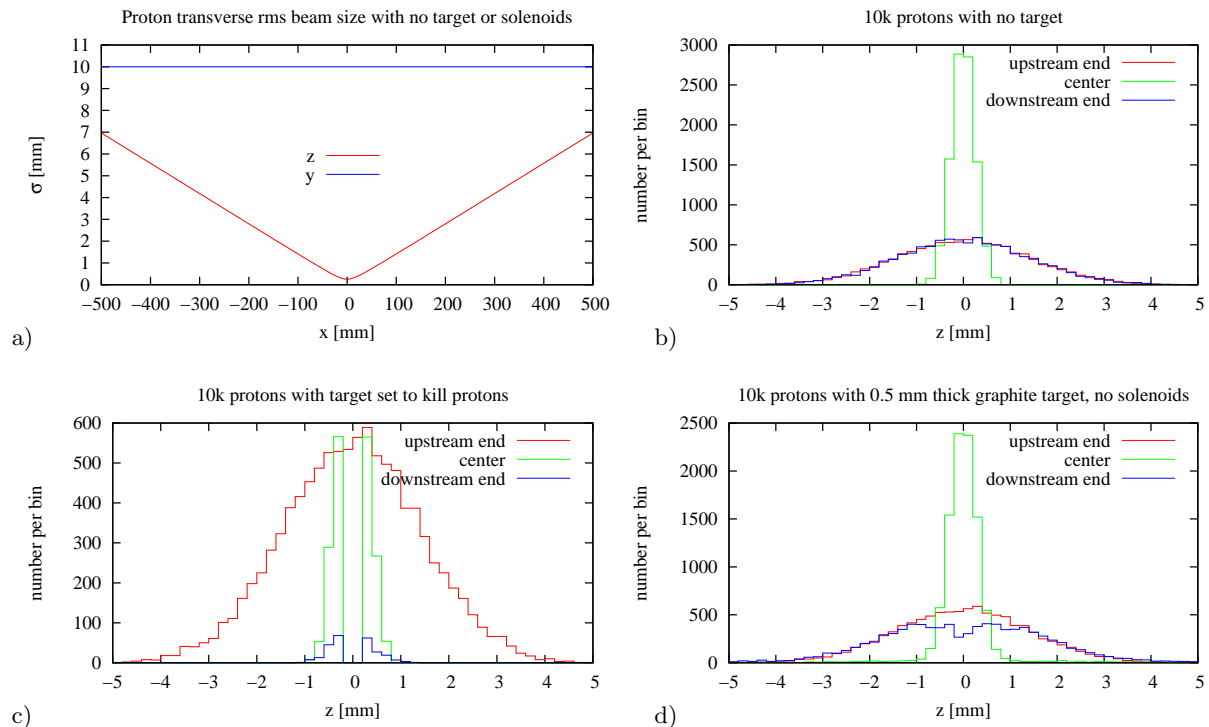 Proton transverse rms beam size with no target or solenoids
11
10
9
8
7
6
5
4
3
2
1
0
σ [mm]
z
y
−500 −400 −300 −200 −100 0 100 200 300 400 500
x [mm]
a)
10k protons with no target
3000
2500
2000
1500
1000
500
0
number per bin
upstream end
center
downstream end
−5 −4 −3 −2 −1 0 1 2 3 4 5
z [mm]
b)
10k protons with target set to kill protons
600
500
400
300
200
100
0
number per bin
upstream end
center
downstream end
−5 −4 −3 −2 −1 0 1 2 3 4 5
z [mm]
c)
10k protons with 0.5 mm thick graphite target, no solenoids
2500
2000
1500
1000
500
0
number per bin
upstream end
center
downstream end
−5 −4 −3 −2 −1 0 1 2 3 4 5
z [mm]
d)